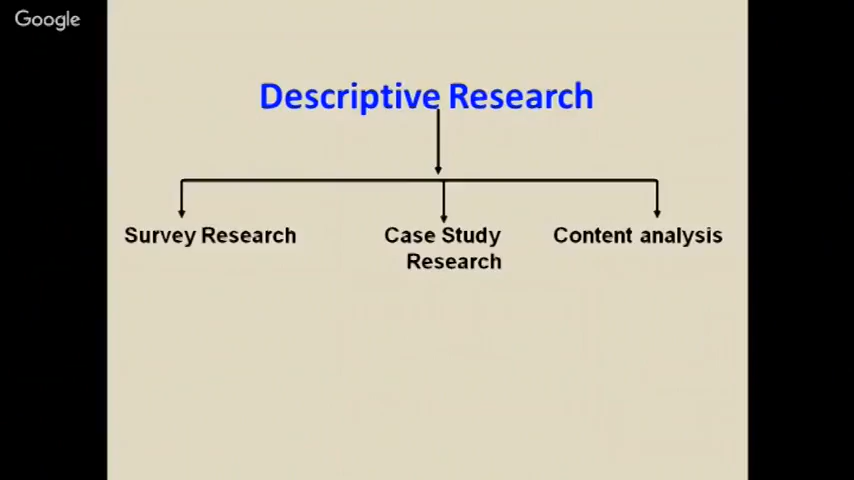 Google
Descriptive Research
Survey Research
Case Study
Research
Content analysis